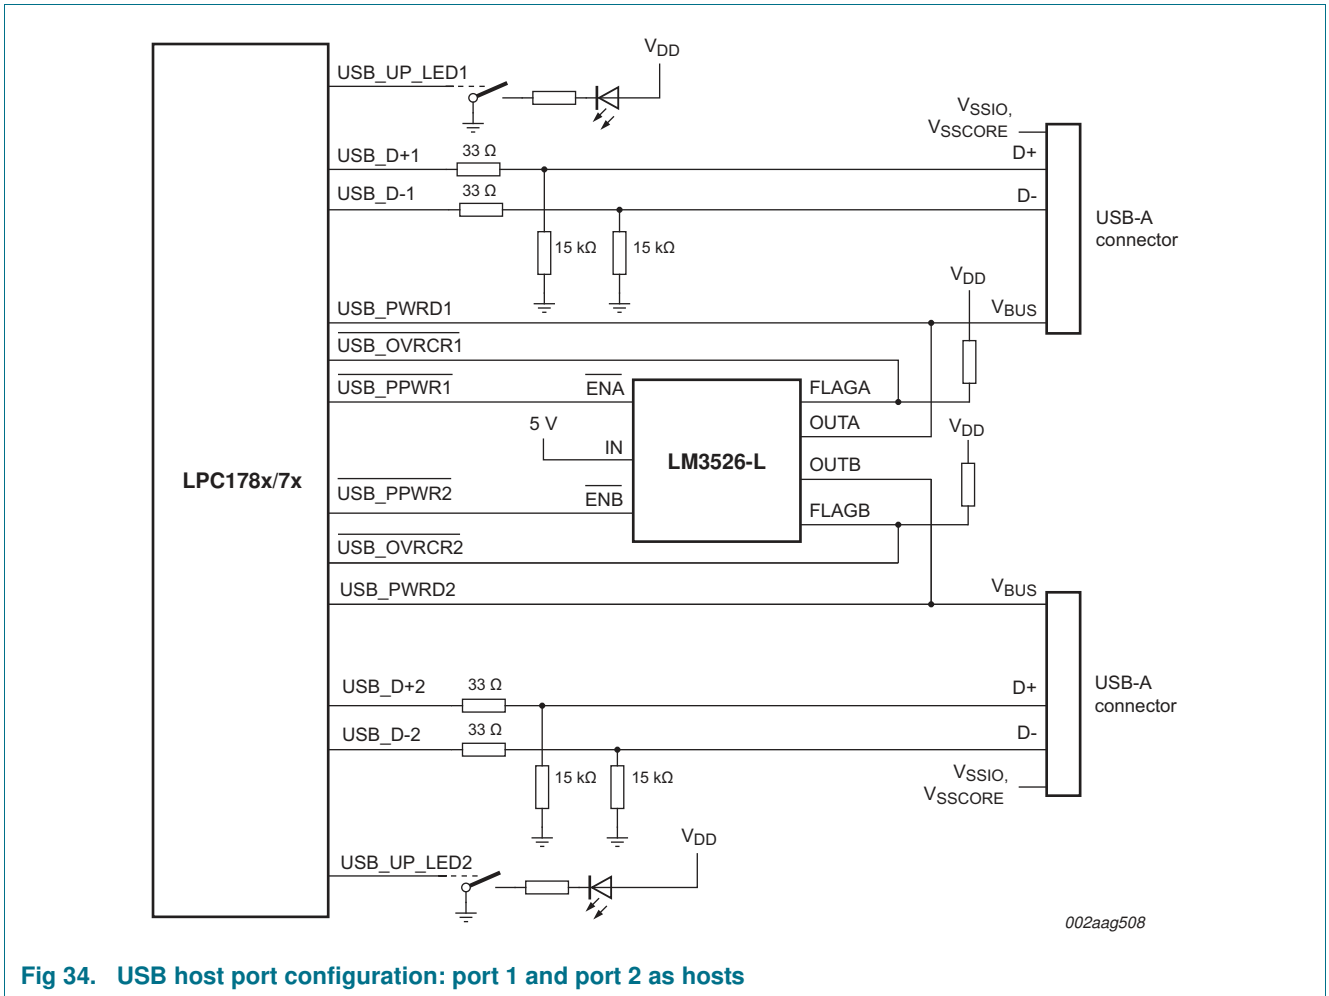 VDD
USB_UP_LED1
VSSIO,
VSSCORE
USB_D+1
33 Ω
D+
USB_D-1
33 Ω
D-
USB-A
connector
15 kΩ
15 kΩ
VDD
USB_PWRD1
VBUS
USB_OVRCR1
USB_PPWR1
ENA
FLAGA
5 V
OUTA
VDD
IN
LM3526-L
LPC178x/7x
OUTB
USB_PPWR2
ENB
FLAGB
USB_OVRCR2
USB_PWRD2
VBUS
USB_D+2
33 Ω
D+
USB-A
connector
USB_D-2
33 Ω
D-
15 kΩ
15 kΩ
VSSIO,
VSSCORE
VDD
USB_UP_LED2
002aag508
Fig 34. USB host port configuration: port 1 and port 2 as hosts